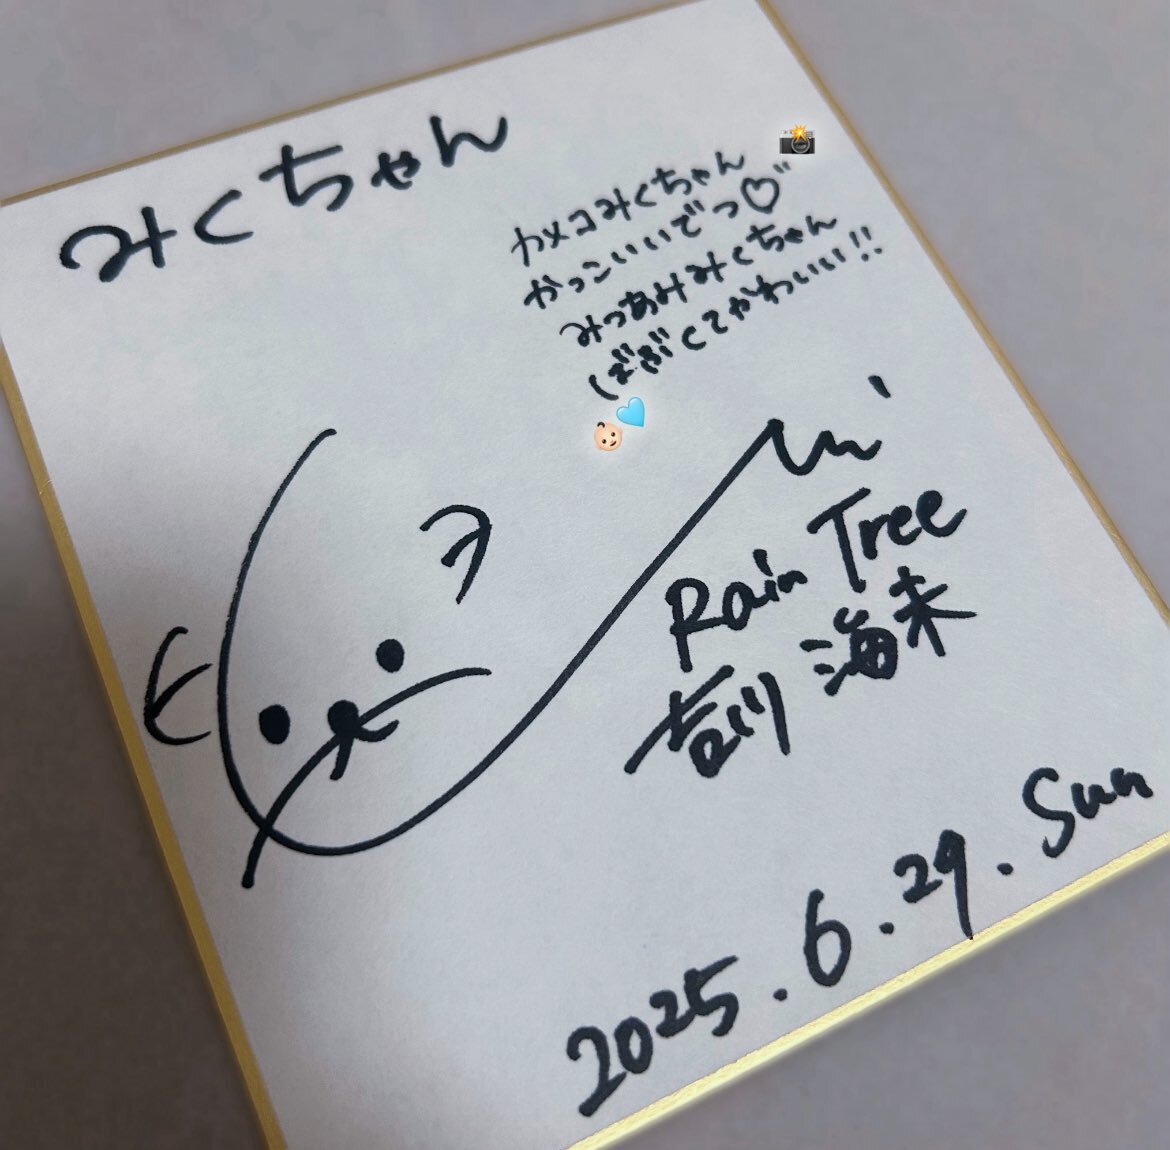 みくちゃん
カメコみくちゃん
かっこいいでっ♡"
みつあみみくちゃん
ばぶくてかわいい!!
Rain Tree
吉川 海未
2025.6.29.Sun